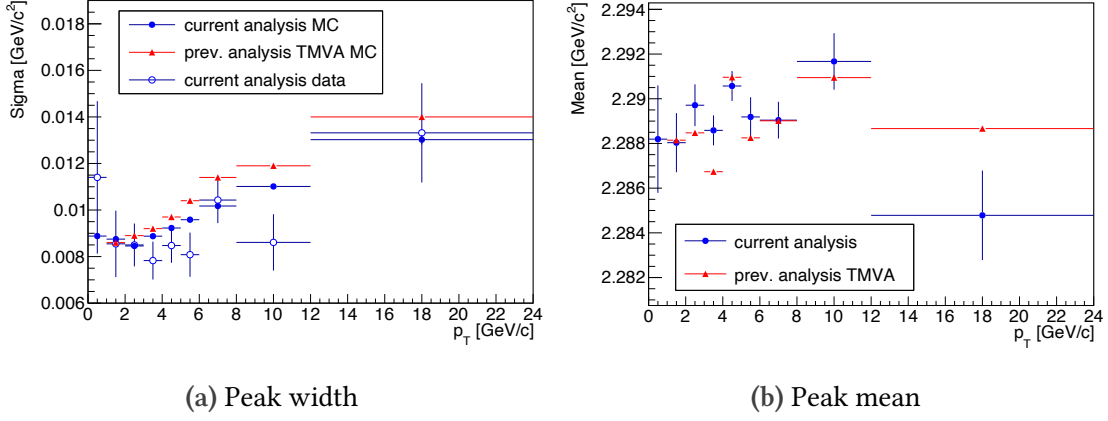 Sigma [GeV/c²]
0.018
0.016
0.014
0.012
0.01
0.008
0.006
current analysis MC
prev. analysis TMVA MC
current analysis data
0 2 4 6 8 10 12 14 16 18 20 22 24
p_T [GeV/c]
(a) Peak width
Mean [GeV/c²]
2.294
2.292
2.29
2.288
2.286
2.284
2.282
current analysis
prev. analysis TMVA
0 2 4 6 8 10 12 14 16 18 20 22 24
p_T [GeV/c]
(b) Peak mean